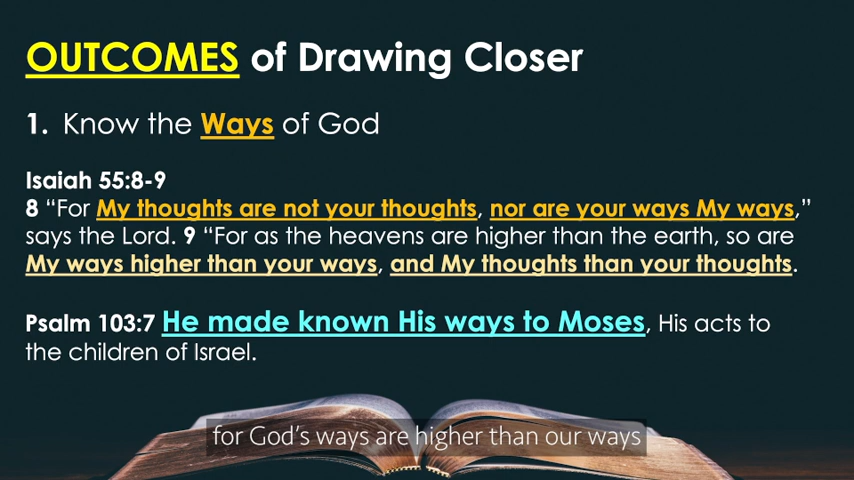 OUTCOMES of Drawing Closer
1. Know the Ways of God
Isaiah 55:8-9
8 “For My thoughts are not your thoughts, nor are your ways My ways,”
says the Lord. 9 “For as the heavens are higher than the earth, so are
My ways higher than your ways, and My thoughts than your thoughts.
Psalm 103:7 He made known His ways to Moses, His acts to
the children of Israel.
for God’s ways are higher than our ways